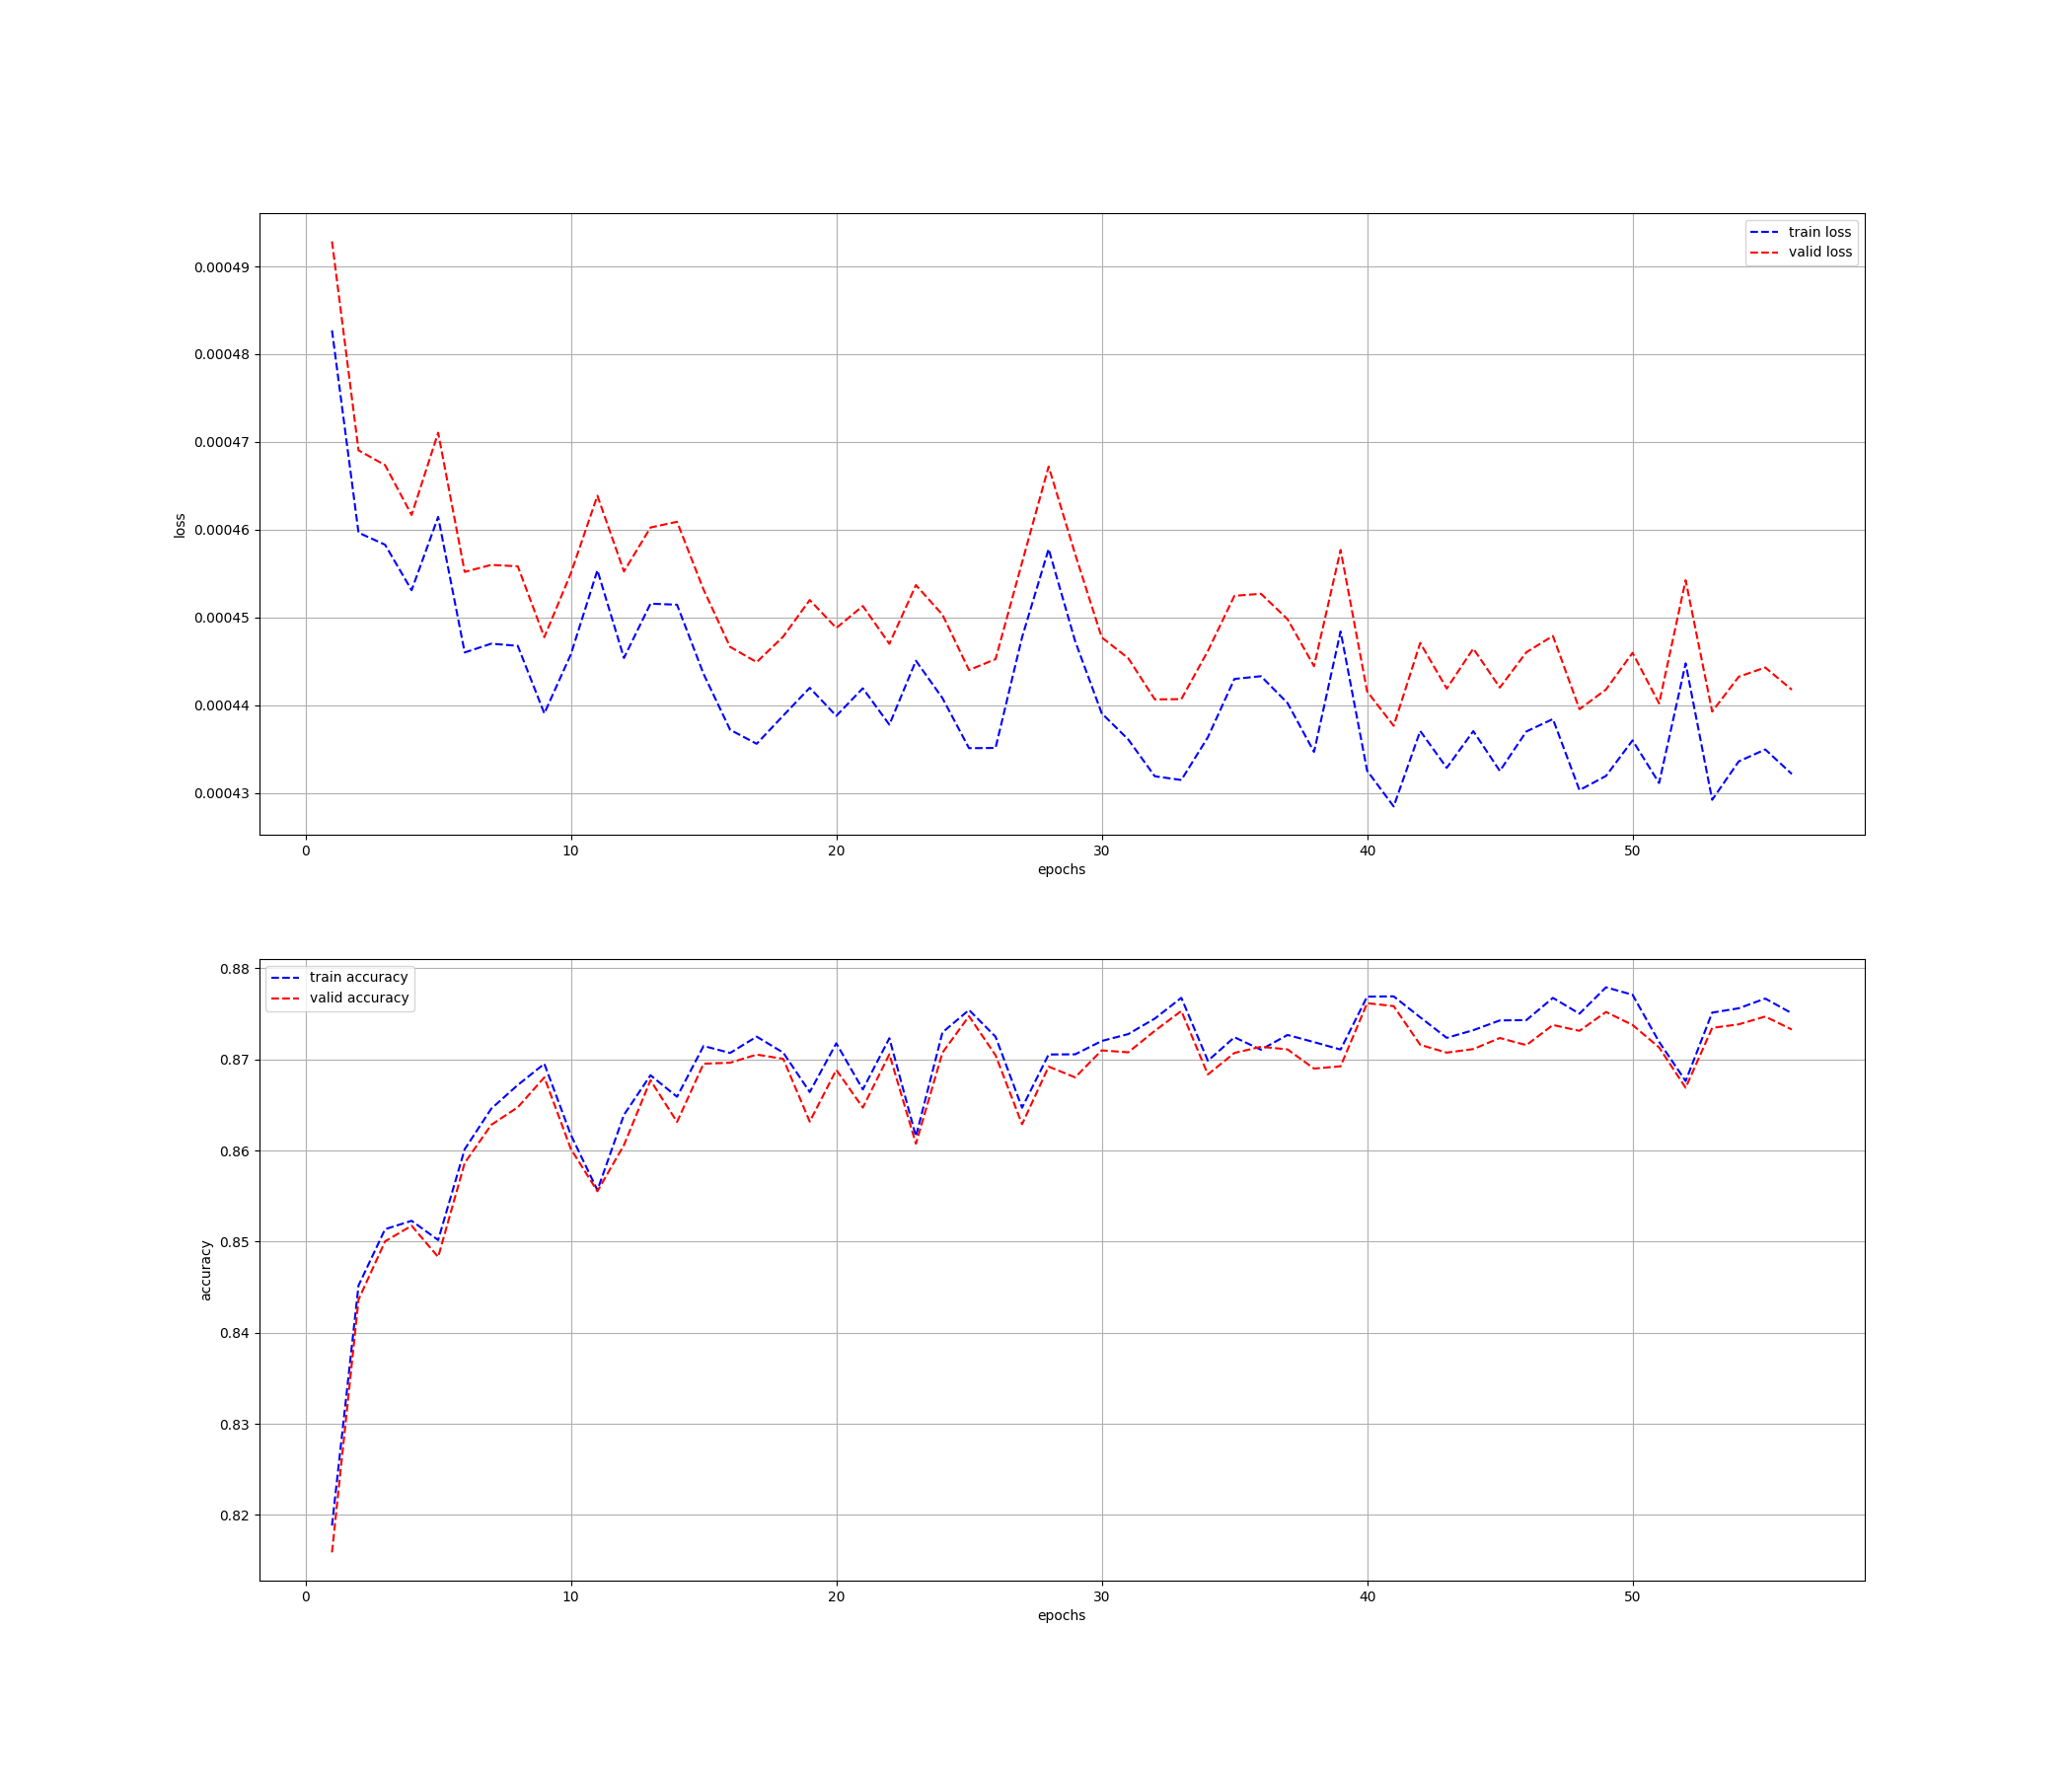 train loss
valid loss
0.00049
0.00048
0.00047
0.00046
0.00045
0.00044
0.00043
loss
0 10 20 30 40 50
epochs
train accuracy
valid accuracy
0.88
0.87
0.86
0.85
0.84
0.83
0.82
accuracy
0 10 20 30 40 50
epochs